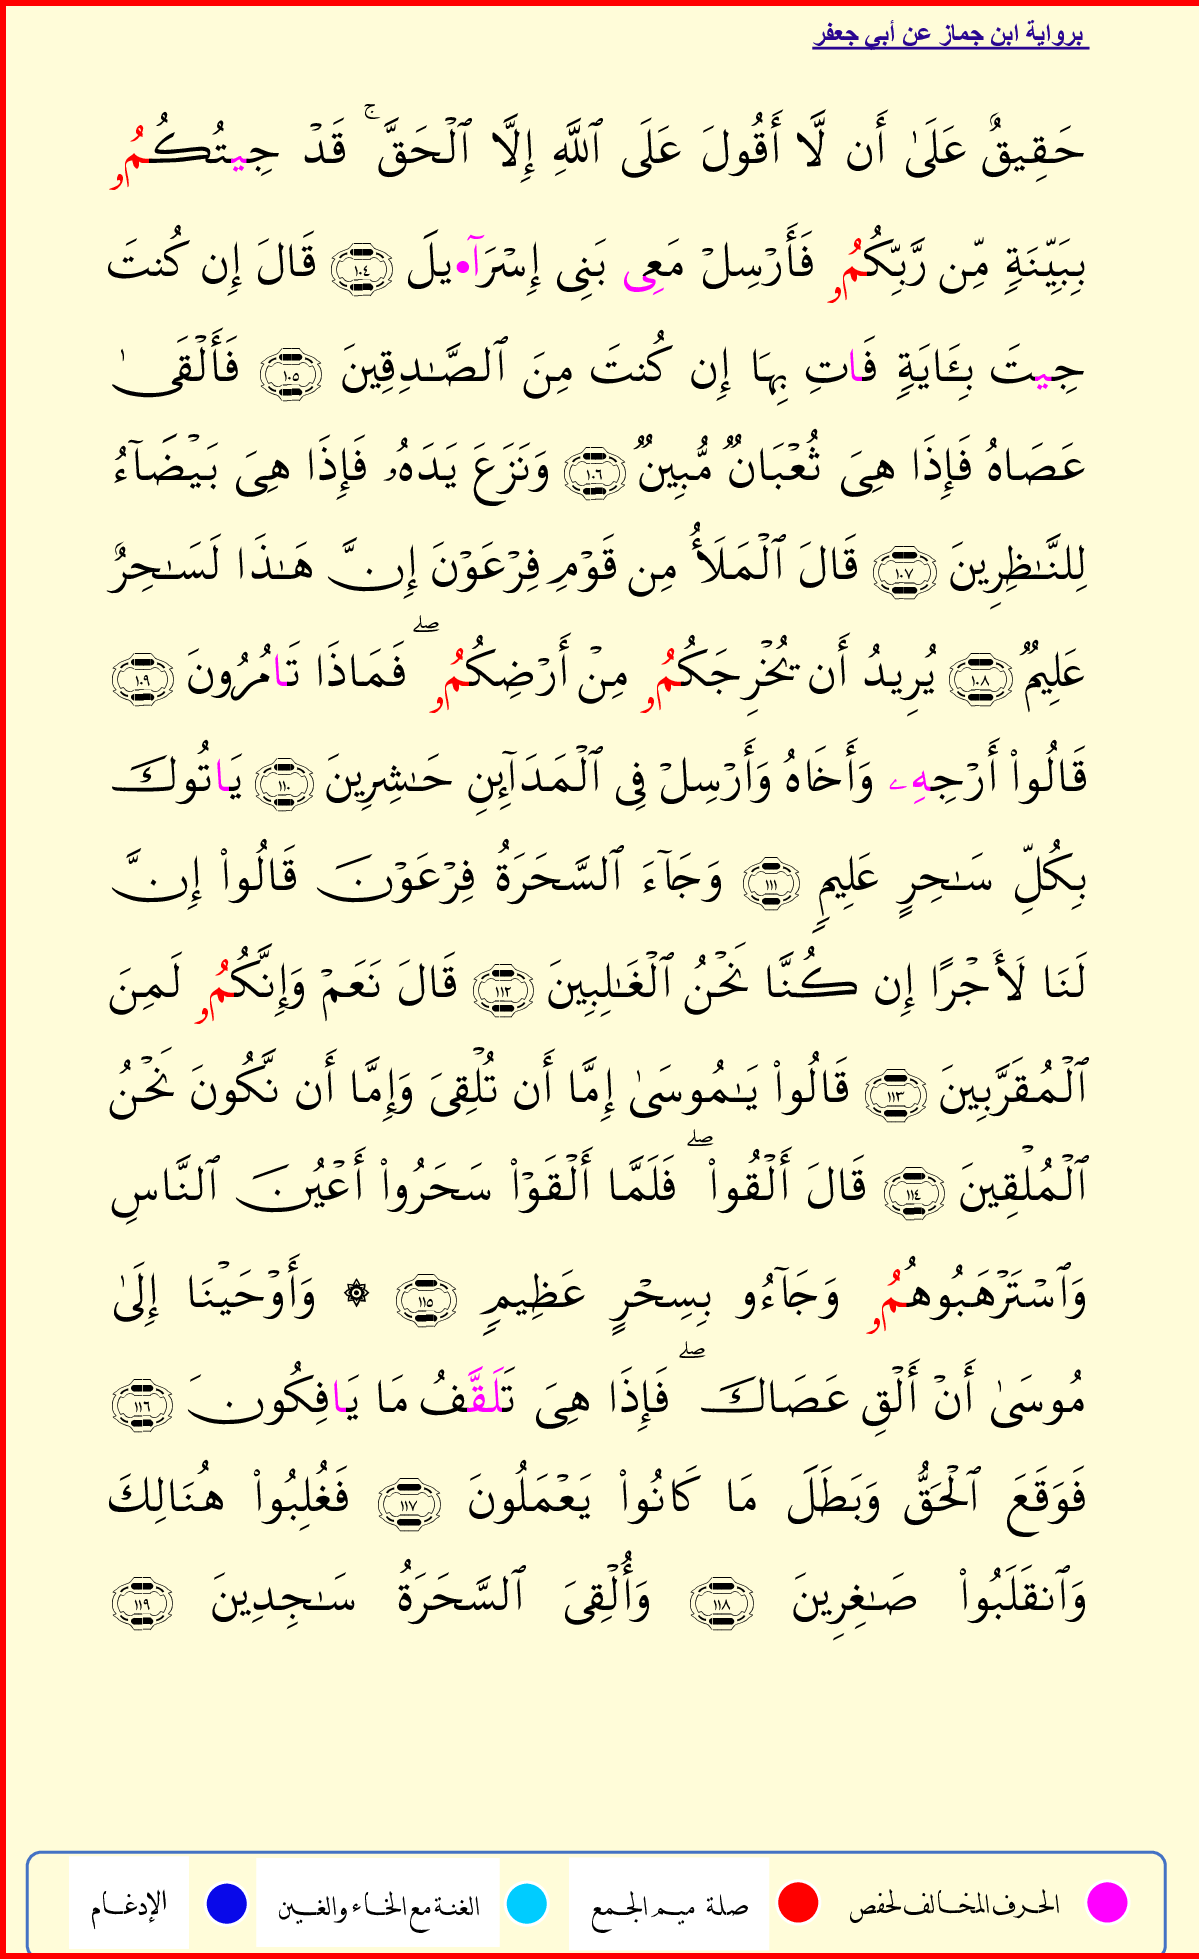 برواية ابن جماز عن أبي جعفر
حَقِيقٌ عَلَىٰ أَن لَّا أَقُولَ عَلَى ٱللَّهِ إِلَّا ٱلْحَقَّ ۚ قَدْ جِيتُكُمُۥ
بِبَيِّنَةٍ مِّن رَّبِّكُمُۥ فَأَرْسِلْ مَعِى بَنِى إِسْرَآ•يلَ ١٠٤ قَالَ إِن كُنتَ
جِيتَ بِـَٔايَةٍ فَاتِ بِهَا إِن كُنتَ مِنَ ٱلصَّـٰدِقِينَ ١٠٥ فَأَلْقَىٰ
عَصَاهُ فَإِذَا هِىَ ثُعْبَانٌ مُّبِينٌ ١٠٦ وَنَزَعَ يَدَهُۥ فَإِذَا هِىَ بَيْضَآءُ
لِلنَّـٰظِرِينَ ١٠٧ قَالَ ٱلْمَلَأُ مِن قَوْمِ فِرْعَوْنَ إِنَّ هَـٰذَا لَسَـٰحِرٌ
عَلِيمٌ ١٠٨ يُرِيدُ أَن يُخْرِجَكُمُۥ مِنْ أَرْضِكُمُۥ ۖ فَمَاذَا تَامُرُونَ ١٠٩
قَالُوا۟ أَرْجِهِۦ وَأَخَاهُ وَأَرْسِلْ فِى ٱلْمَدَآئِنِ حَـٰشِرِينَ ١١٠ يَاتُوكَ
بِكُلِّ سَـٰحِرٍ عَلِيمٍ ١١١ وَجَآءَ ٱلسَّحَرَةُ فِرْعَوْنَ قَالُوا۟ إِنَّ
لَنَا لَأَجْرًا إِن كُنَّا نَحْنُ ٱلْغَـٰلِبِينَ ١١٢ قَالَ نَعَمْ وَإِنَّكُمُۥ لَمِنَ
ٱلْمُقَرَّبِينَ ١١٣ قَالُوا۟ يَـٰمُوسَىٰ إِمَّا أَن تُلْقِىَ وَإِمَّا أَن نَّكُونَ نَحْنُ
ٱلْمُلْقِينَ ١١٤ قَالَ أَلْقُوا۟ ۖ فَلَمَّا أَلْقَوْا۟ سَحَرُوا۟ أَعْيُنَ ٱلنَّاسِ
وَٱسْتَرْهَبُوهُمُۥ وَجَآءُو بِسِحْرٍ عَظِيمٍ ١١٥ ۞ وَأَوْحَيْنَا إِلَىٰ
مُوسَىٰ أَنْ أَلْقِ عَصَاكَ ۖ فَإِذَا هِىَ تَلَقَّفُ مَا يَافِكُونَ ١١٦
فَوَقَعَ ٱلْحَقُّ وَبَطَلَ مَا كَانُوا۟ يَعْمَلُونَ ١١٧ فَغُلِبُوا۟ هُنَالِكَ
وَٱنقَلَبُوا۟ صَـٰغِرِينَ ١١٨ وَأُلْقِىَ ٱلسَّحَرَةُ سَـٰجِدِينَ ١١٩
الحرف المخالف لحفص صلة ميم الجمع الغنة مع الخاء والغين الإدغام